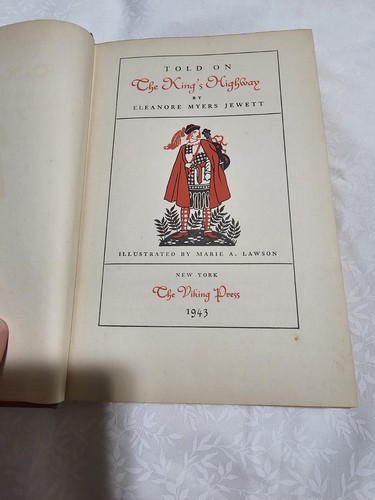 TOLD ON
The King's Highway
BY
ELEANORE MYERS JEWETT
ILLUSTRATED BY MARIE A. LAWSON
NEW YORK
The Viking Press
1943